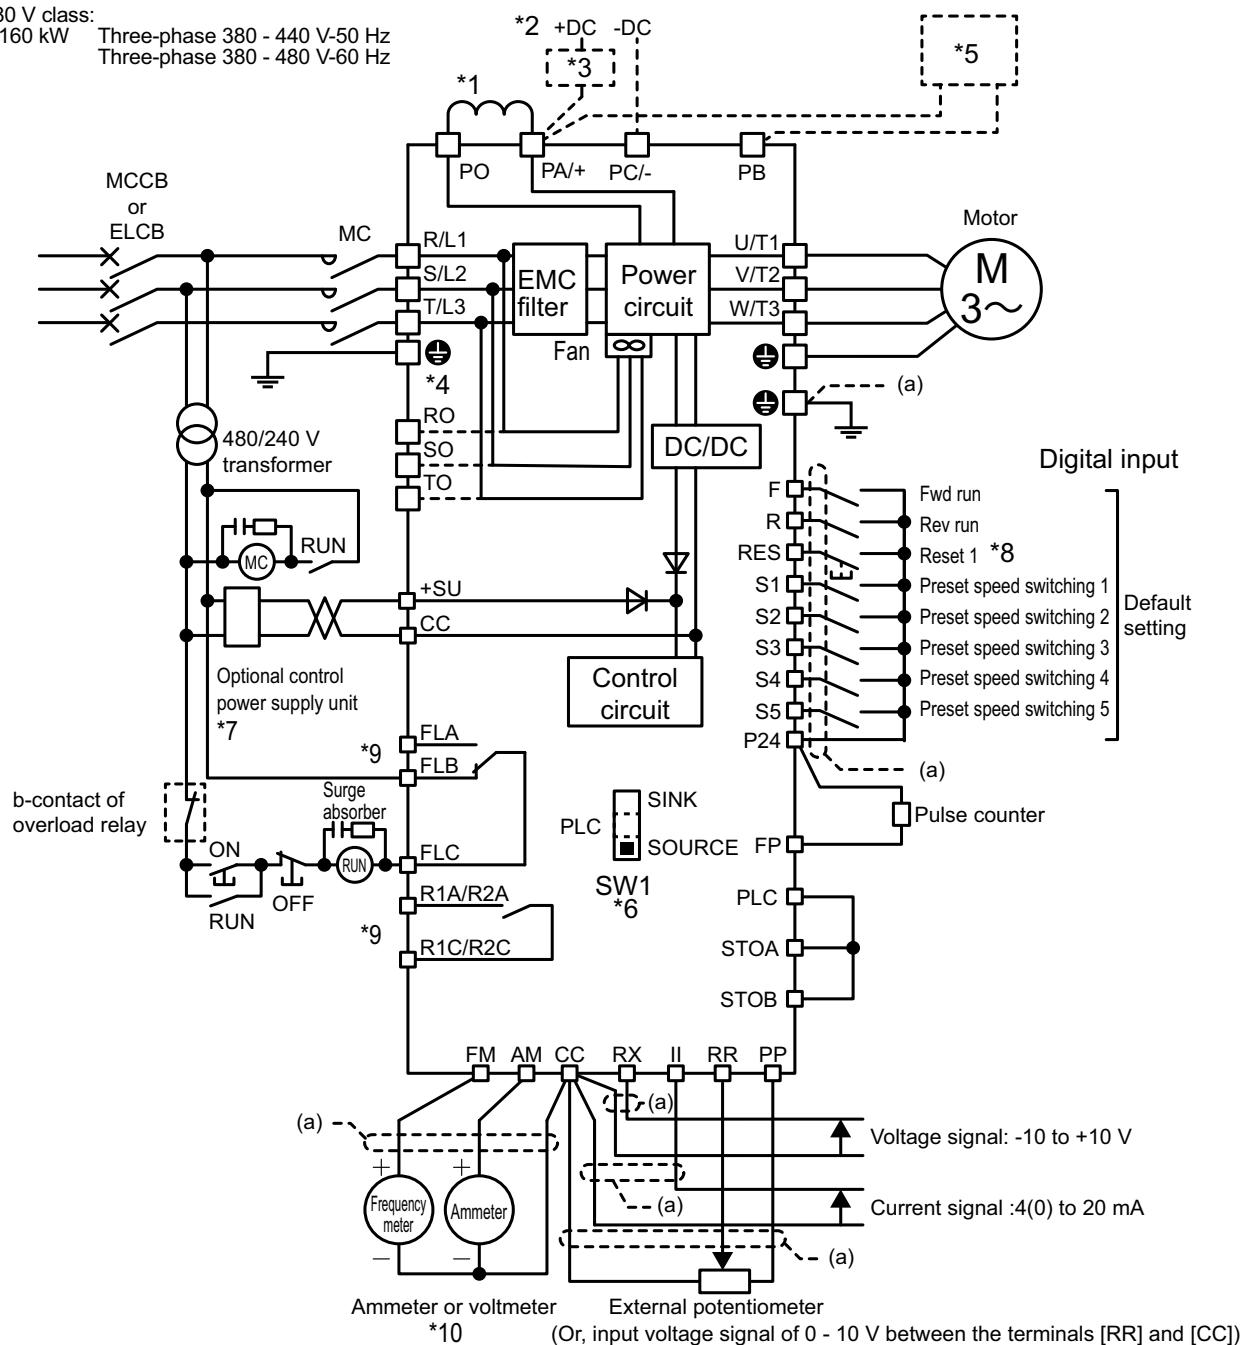 30 V class:
160 kW Three-phase 380 - 440 V-50 Hz
Three-phase 380 - 480 V-60 Hz
*2 +DC -DC
*3
*5
*1
PO PA/+ PC/- PB
MCCB
or
ELCB
MC
Motor
R/L1
S/L2
T/L3
EMC
filter
Power
circuit
Fan
U/T1
V/T2
W/T3
M
3～
*4
(a)
RO
SO
TO
480/240 V
transformer
DC/DC
Digital input
MC
RUN
F Fwd run
R Rev run
RES Reset 1 *8
S1 Preset speed switching 1
S2 Preset speed switching 2
S3 Preset speed switching 3
S4 Preset speed switching 4
S5 Preset speed switching 5
Default
setting
P24
(a)
+SU
CC
Control
circuit
Optional control
power supply unit
*7
*9
FLA
FLB
FLC
b-contact of
overload relay
Surge
absorber
ON
OFF
RUN
RUN
PLC
SINK
SOURCE
SW1
*6
Pulse counter
FP
R1A/R2A
*9
R1C/R2C
PLC
STOA
STOB
FM AM CC RX II RR PP
(a)
(a)
Voltage signal: -10 to +10 V
(a)
Current signal :4(0) to 20 mA
(a)
+ +
Frequency
meter
Ammeter
− −
Ammeter or voltmeter
*10
External potentiometer
(Or, input voltage signal of 0 - 10 V between the terminals [RR] and [CC])